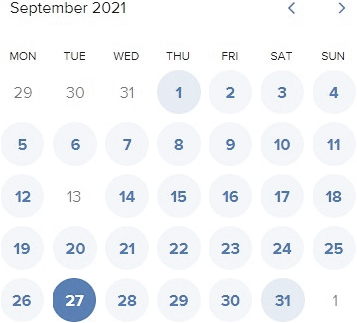 September 2021
MON TUE WED THU FRI SAT SUN
29 30 31 1 2 3 4
5 6 7 8 9 10 11
12 13 14 15 16 17 18
19 20 21 22 23 24 25
26 27 28 29 30 31 1